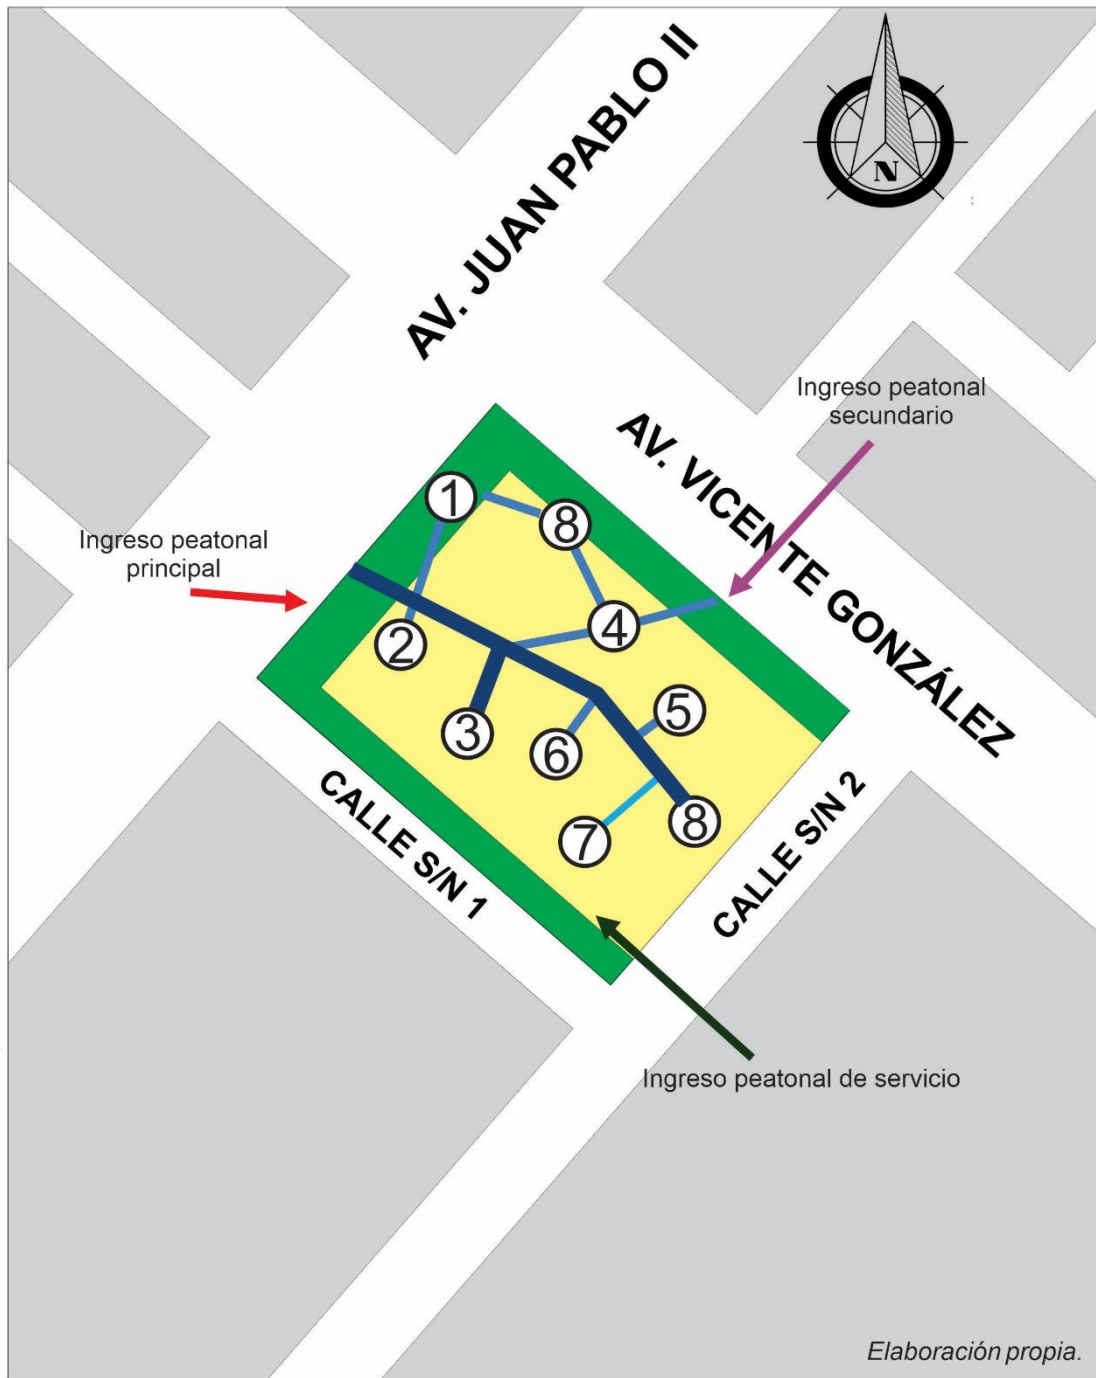 AV. JUAN PABLO II
N
Ingreso peatonal
secundario
AV. VICENTE GONZÁLEZ
Ingreso peatonal
principal
1
8
2
4
3
5
6
7
8
CALLE S/N 1
CALLE S/N 2
Ingreso peatonal de servicio
Elaboración propia.